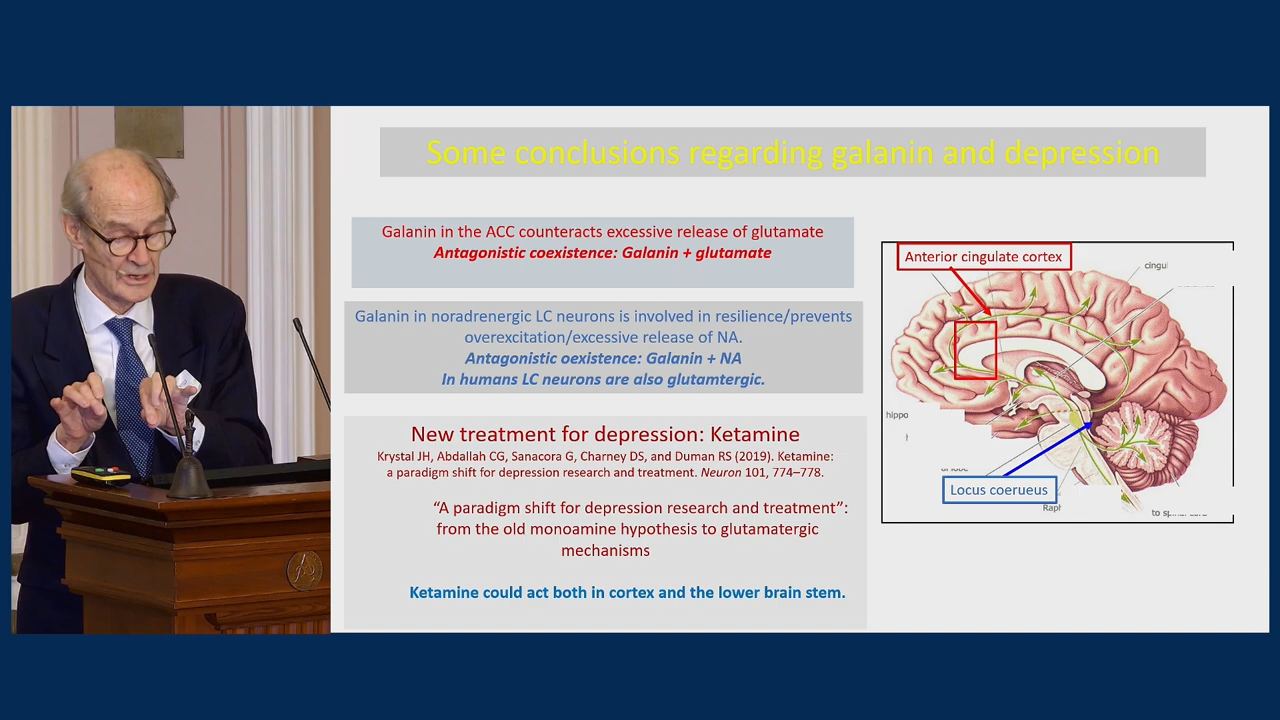 Some conclusions regarding galanin and depression
Galanin in the ACC counteracts excessive release of glutamate
Antagonistic coexistence: Galanin + glutamate
Galanin in noradrenergic LC neurons is involved in resilience/prevents
overexcitation/excessive release of NA.
Antagonistic oexistence: Galanin + NA
In humans LC neurons are also glutamtergic.
New treatment for depression: Ketamine
Krystal JH, Abdallah CG, Sanacora G, Charney DS, and Duman RS (2019). Ketamine:
a paradigm shift for depression research and treatment. Neuron 101, 774–778.
“A paradigm shift for depression research and treatment”:
from the old monoamine hypothesis to glutamatergic
mechanisms
Ketamine could act both in cortex and the lower brain stem.
Anterior cingulate cortex
cingul
hippo
Locus coerueus
Raph
to